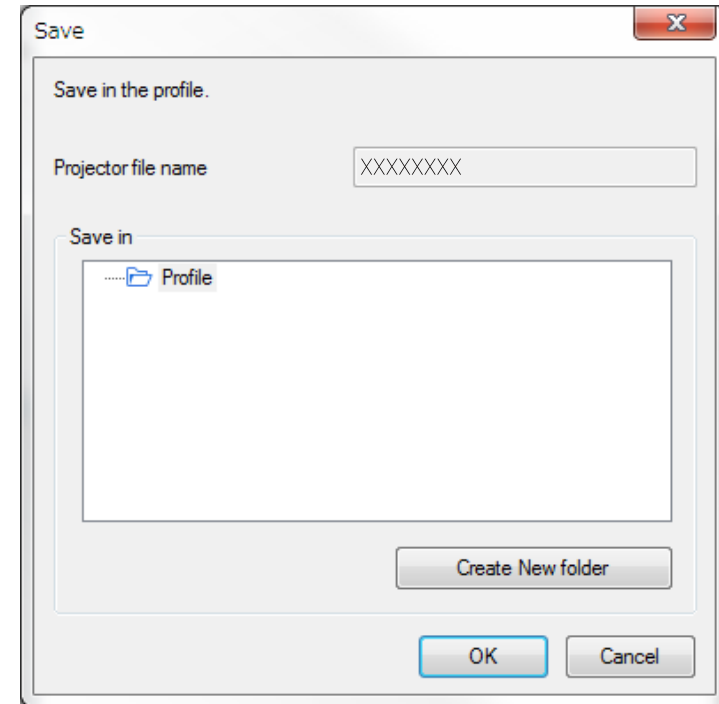 Save
Save in the profile.
Projector file name XXXXXXXX
Save in
Profile
Create New folder
OK Cancel